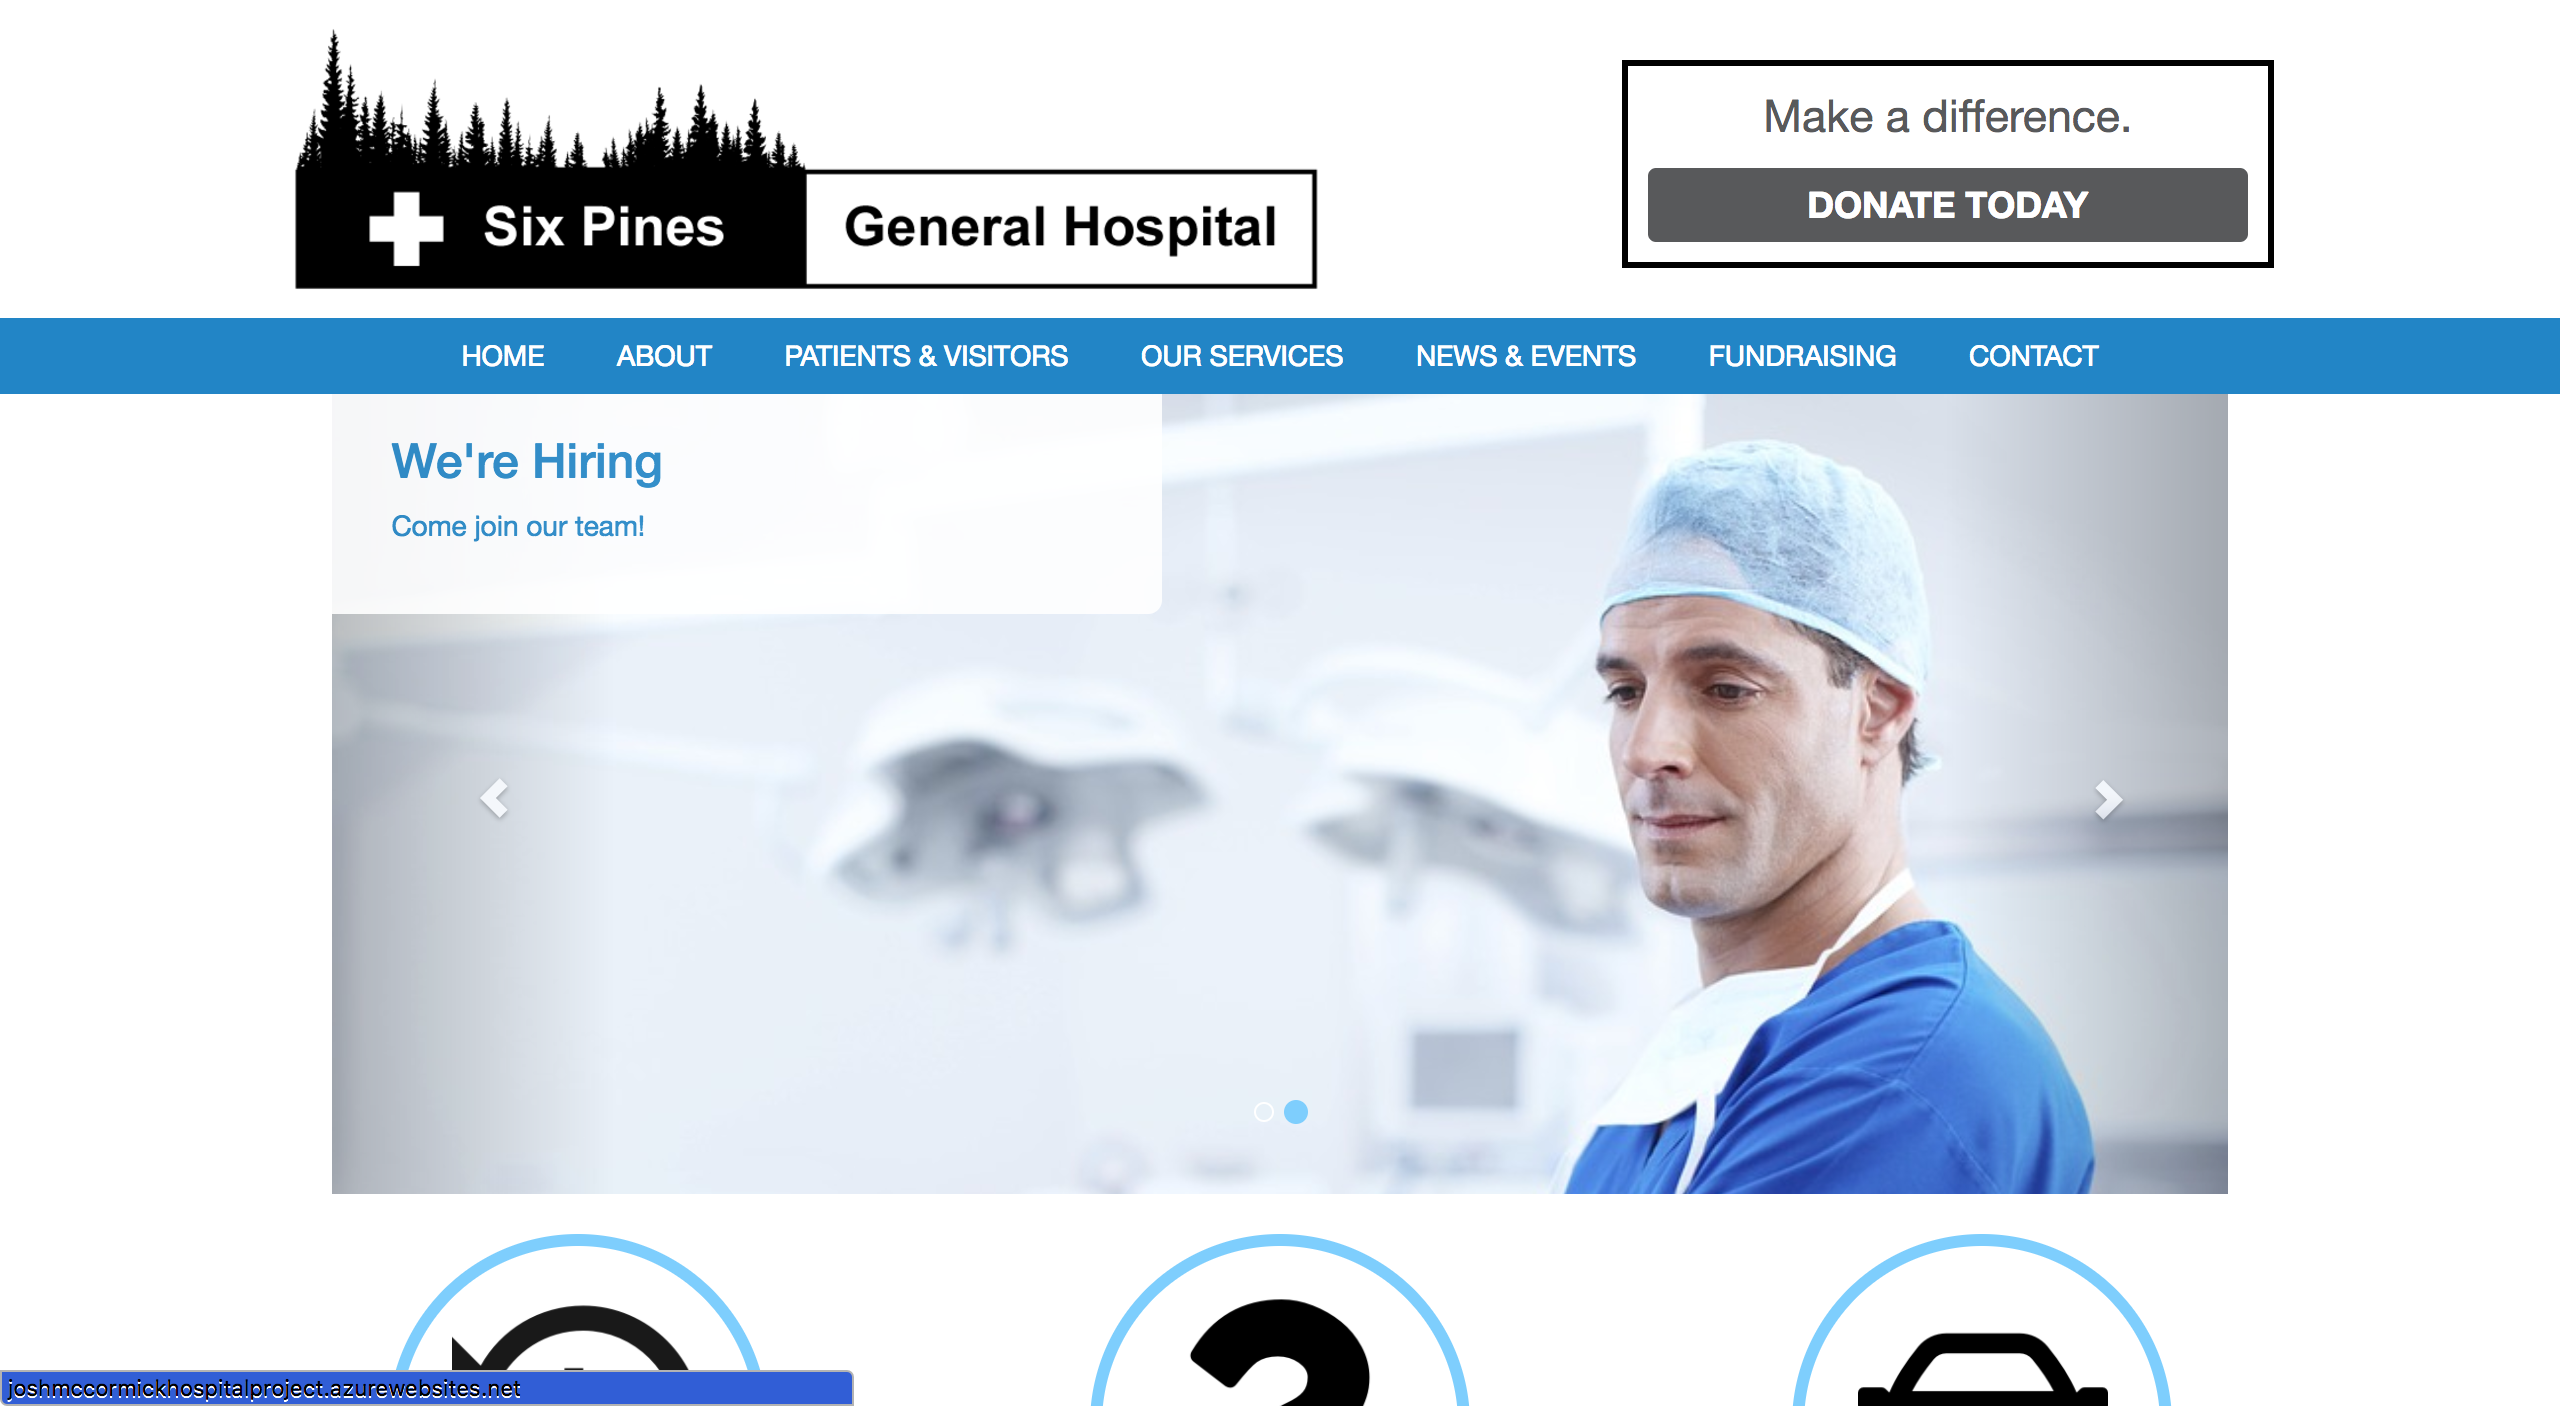 Six Pines General Hospital
Make a difference.
DONATE TODAY
HOME ABOUT PATIENTS & VISITORS OUR SERVICES NEWS & EVENTS FUNDRAISING CONTACT
We're Hiring
Come join our team!
?
joshmccormickhospitalproject.azurewebsites.net